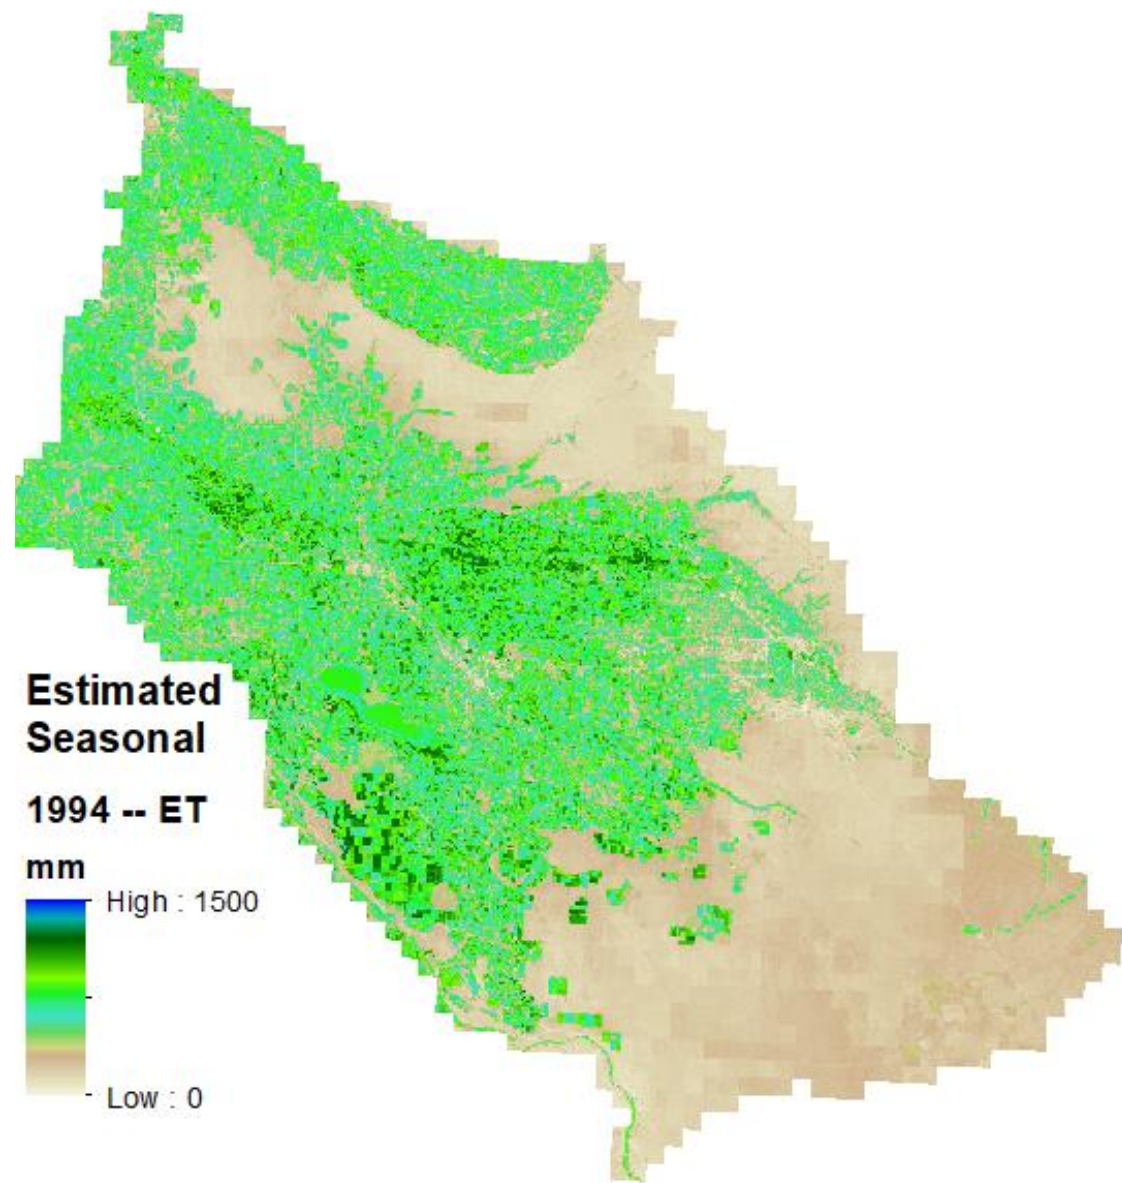 Estimated
Seasonal
1994 -- ET
mm
High : 1500
Low : 0